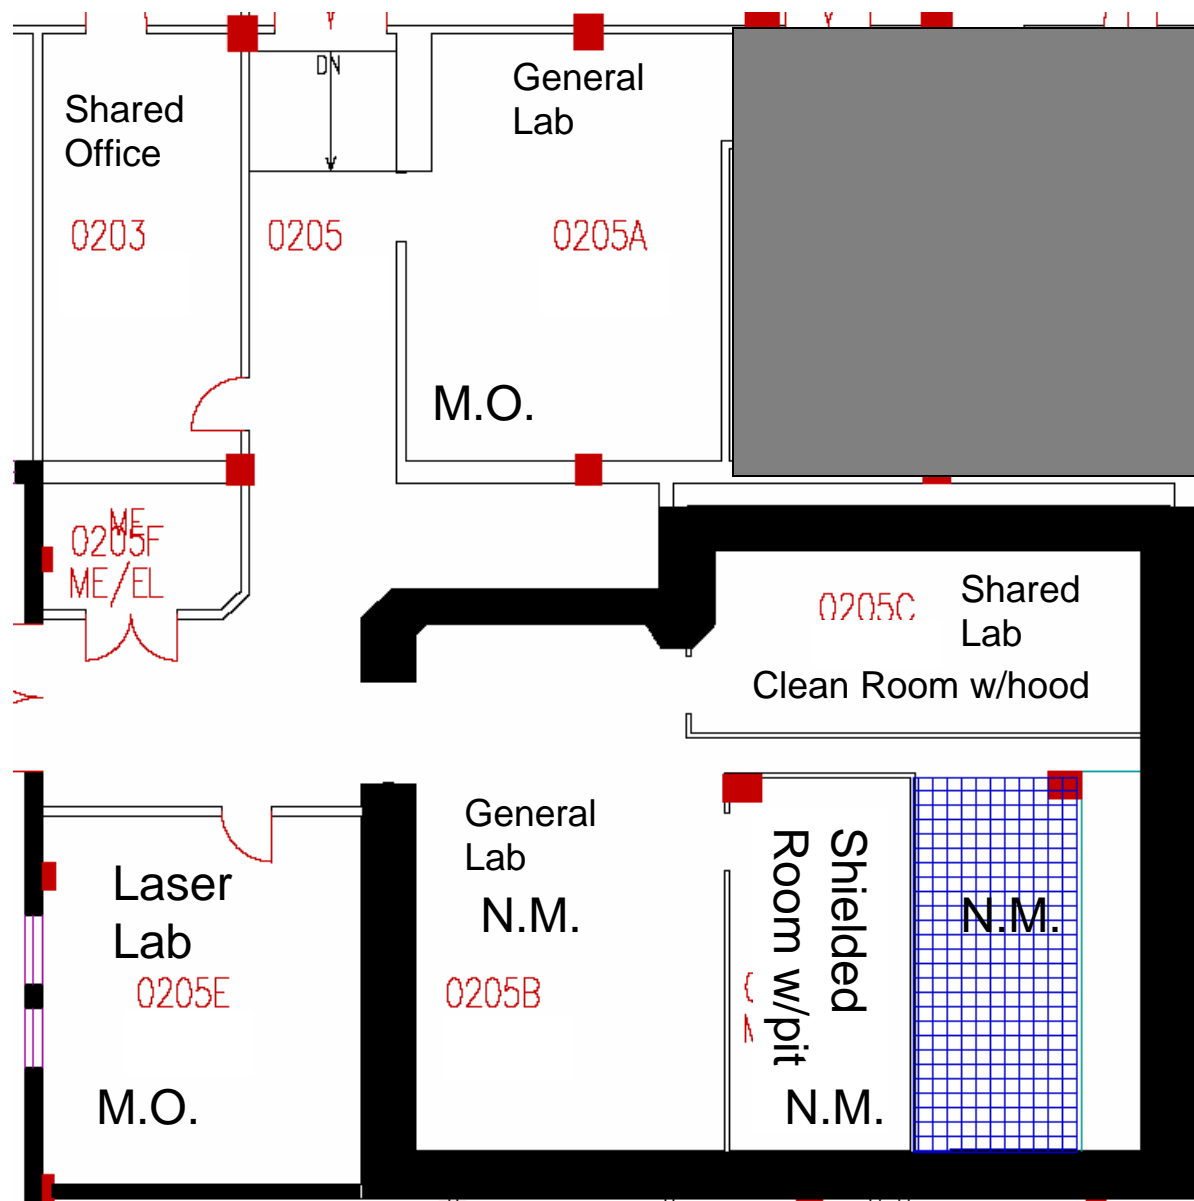 DN
General
Lab
Shared
Office
0203
0205
0205A
M.O.
ME
0205F
ME/EL
0205C
Shared
Lab
Clean Room w/hood
General
Lab
N.M.
0205B
Laser
Lab
0205E
M.O.
Shielded
Room w/pit
N.M.
N.M.